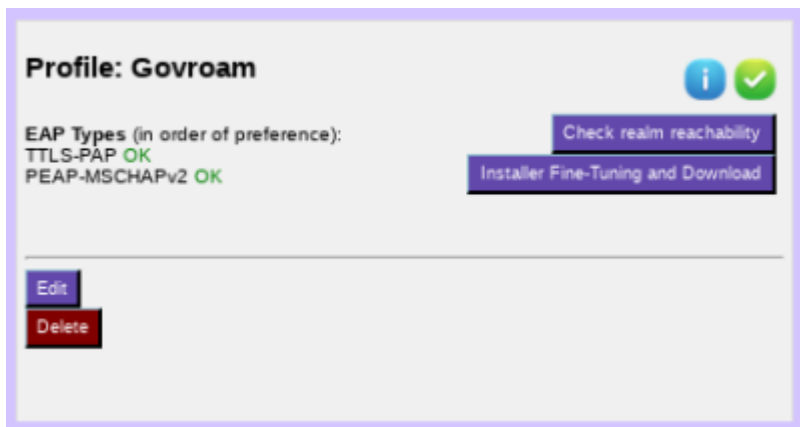 Profile: Govroam
i
EAP Types (in order of preference):
TTLS-PAP OK
PEAP-MSCHAPv2 OK
Check realm reachability
Installer Fine-Tuning and Download
Edit
Delete